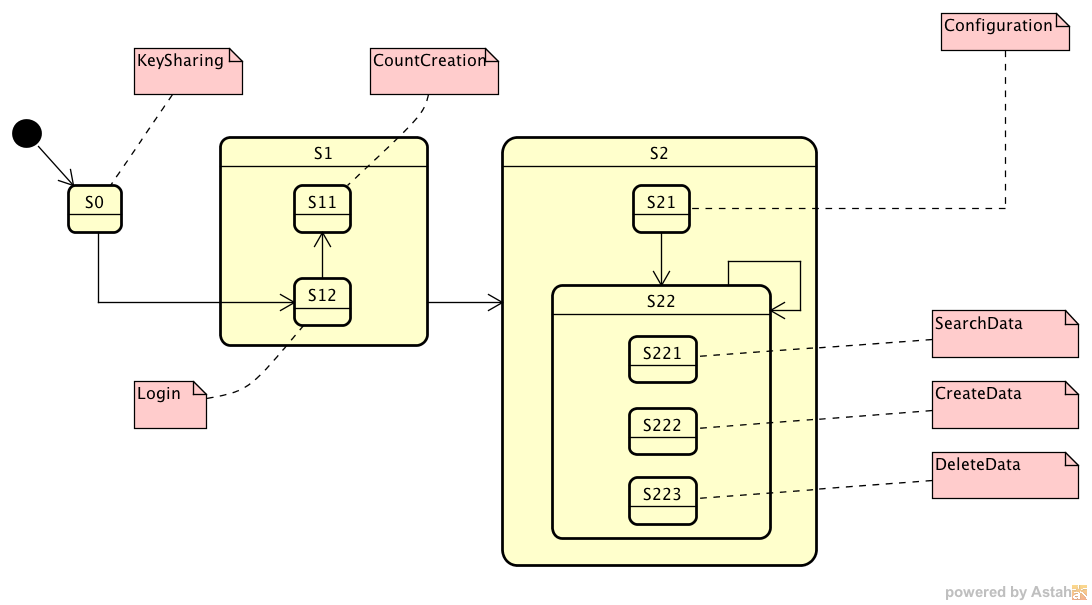 Configuration
KeySharing
CountCreation
S1
S2
S0
S11
S21
S12
S22
SearchData
S221
Login
CreateData
S222
DeleteData
S223
powered by Astah